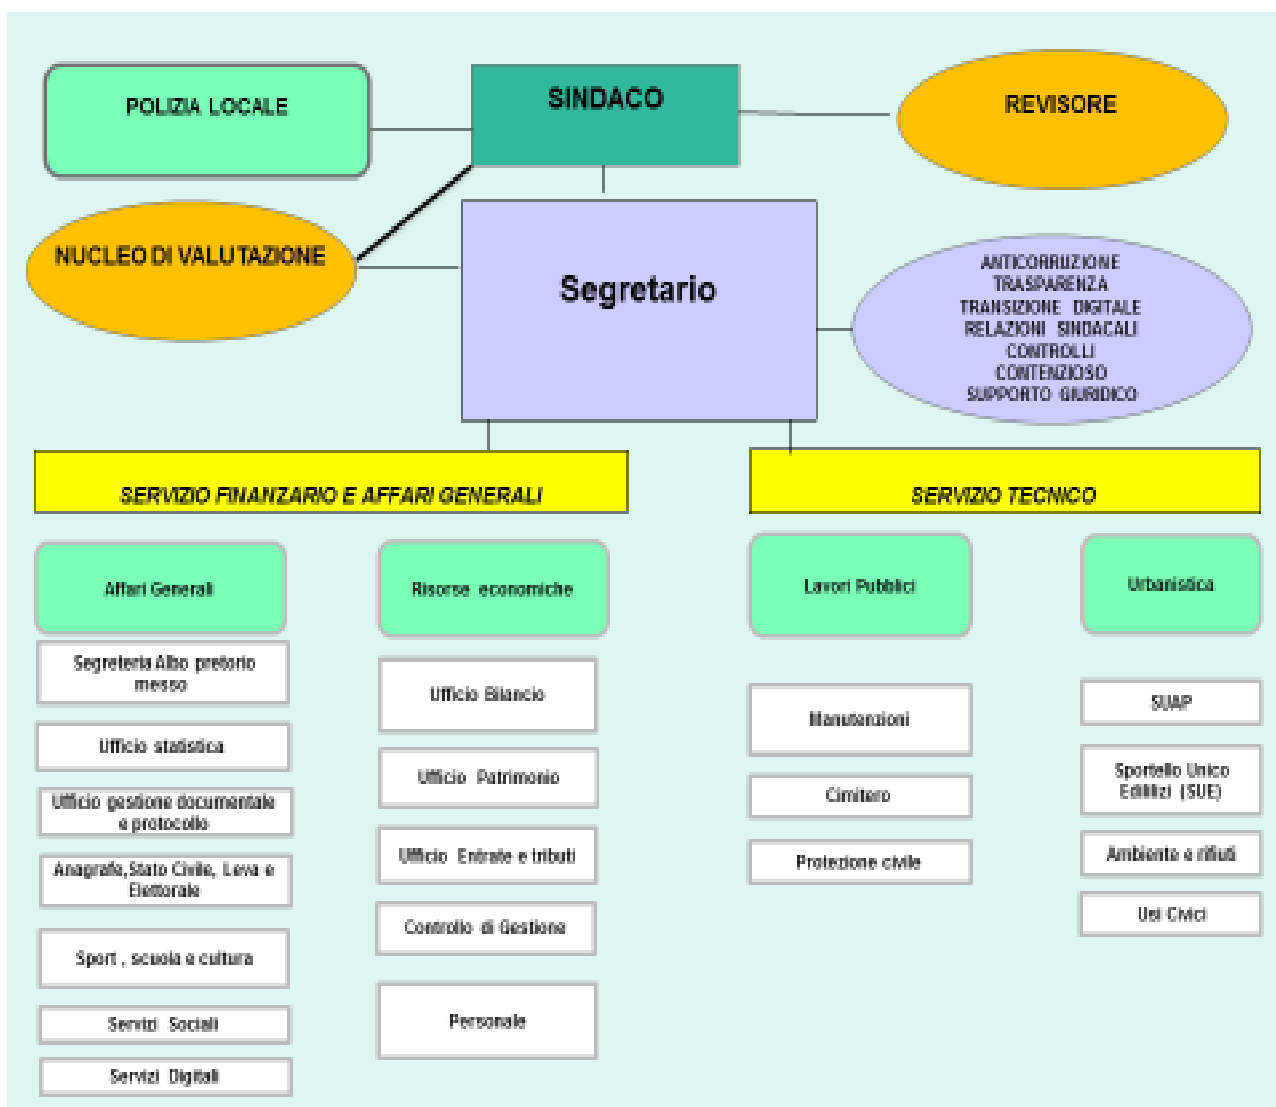 POLIZIA LOCALE
SINDACO
REVISORE
NUCLEO DI VALUTAZIONE
Segretario
ANTICORRUZIONE
TRASPARENZA
TRANSIZIONE DIGITALE
RELAZIONI SINDACALI
CONTROLLI
CONTENZIOSO
SUPPORTO GIURIDICO
SERVIZIO FINANZARIO E AFFARI GENERALI
SERVIZIO TECNICO
Affari Generali
Segreteria Albo pretorio
messo
Ufficio statistica
Ufficio gestione documentale
e protocollo
Anagrafe,Stato Civile, Leva e
Elettorale
Sport , scuola e cultura
Servizi Sociali
Servizi Digitali
Risorse economiche
Ufficio Bilancio
Ufficio Patrimonio
Ufficio Entrate e tributi
Controllo di Gestione
Personale
Lavori Pubblici
Manutenzioni
Cimitero
Protezione civile
Urbanistica
SUAP
Sportello Unico
Edililizi (SUE)
Ambiente e rifiuti
Usi Civici